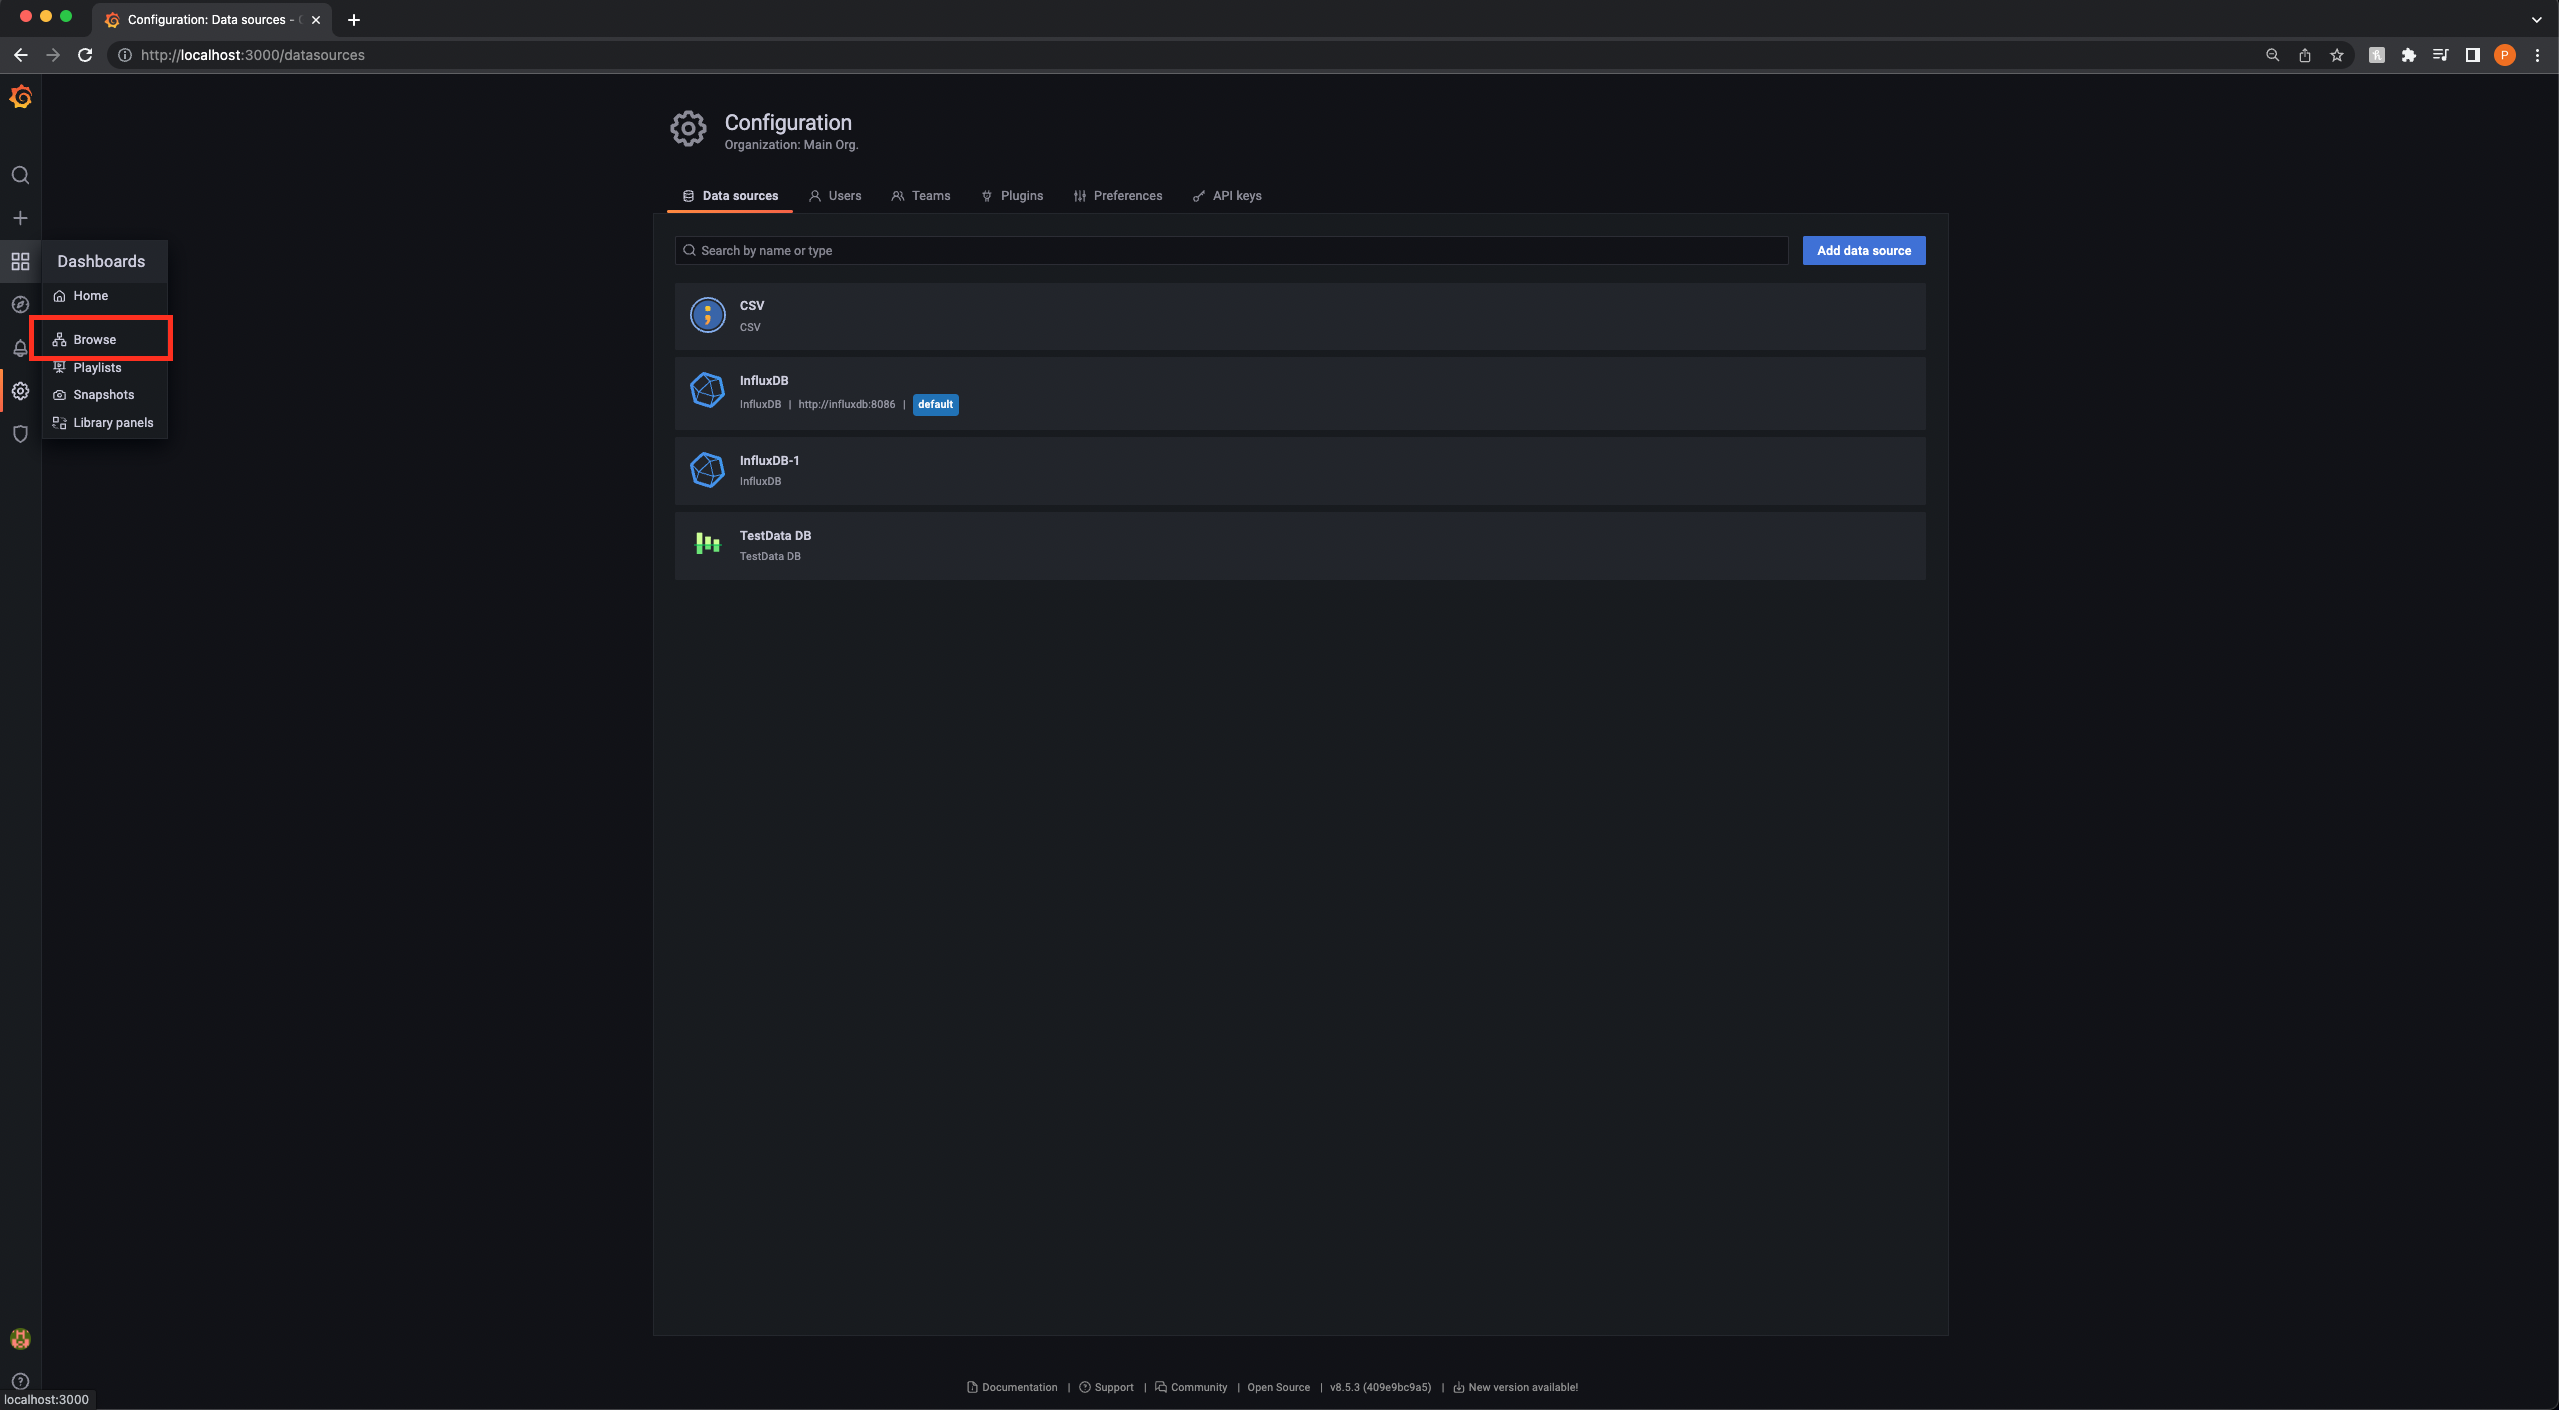 Configuration: Data sources -
http://localhost:3000/datasources
P
Configuration
Organization: Main Org.
Data sources Users Teams Plugins Preferences API keys
Search by name or type
Add data source
Dashboards
Home
Browse
Playlists
Snapshots
Library panels
CSV
CSV
InfluxDB
InfluxDB | http://influxdb:8086 | default
InfluxDB-1
InfluxDB
TestData DB
TestData DB
Documentation | Support | Community | Open Source | v8.5.3 (409e9bc9a5) | New version available!
localhost:3000